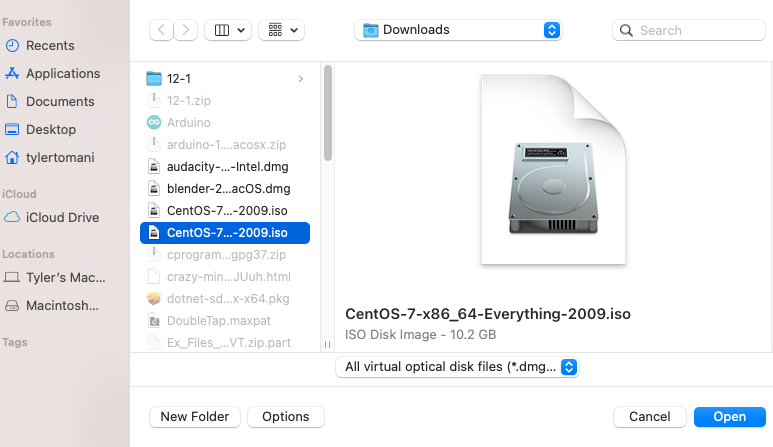 Favorites
Recents
Applications
Documents
Desktop
tylertomani
iCloud
iCloud Drive
Locations
Tyler's Mac...
Macintosh...
Tags
Downloads
Search
12-1
12-1.zip
Arduino
arduino-1....acosx.zip
audacity-...-Intel.dmg
blender-2...acOS.dmg
CentOS-7...-2009.iso
CentOS-7...-2009.iso
cprogram...gpg37.zip
crazy-min...JUuh.html
dotnet-sd...x-x64.pkg
DoubleTap.maxpat
Ex_Files_...VT.zip.part
CentOS-7-x86_64-Everything-2009.iso
ISO Disk Image - 10.2 GB
All virtual optical disk files (*.dmg...
New Folder
Options
Cancel
Open